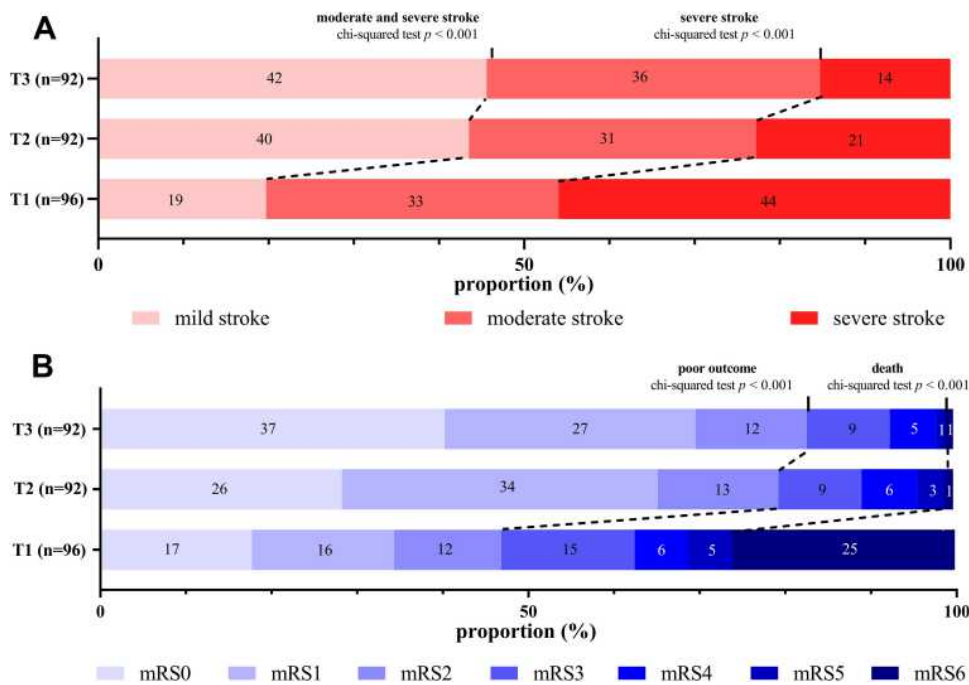 A
moderate and severe stroke
chi-squared test p < 0.001
severe stroke
chi-squared test p < 0.001
T3 (n=92)
42
36
14
T2 (n=92)
40
31
21
T1 (n=96)
19
33
44
0
50
100
proportion (%)
mild stroke
moderate stroke
severe stroke
B
poor outcome
chi-squared test p < 0.001
death
chi-squared test p < 0.001
T3 (n=92)
37
27
12
9
5
1
1
T2 (n=92)
26
34
13
9
6
3
1
T1 (n=96)
17
16
12
15
6
5
25
0
50
100
proportion (%)
mRS0
mRS1
mRS2
mRS3
mRS4
mRS5
mRS6